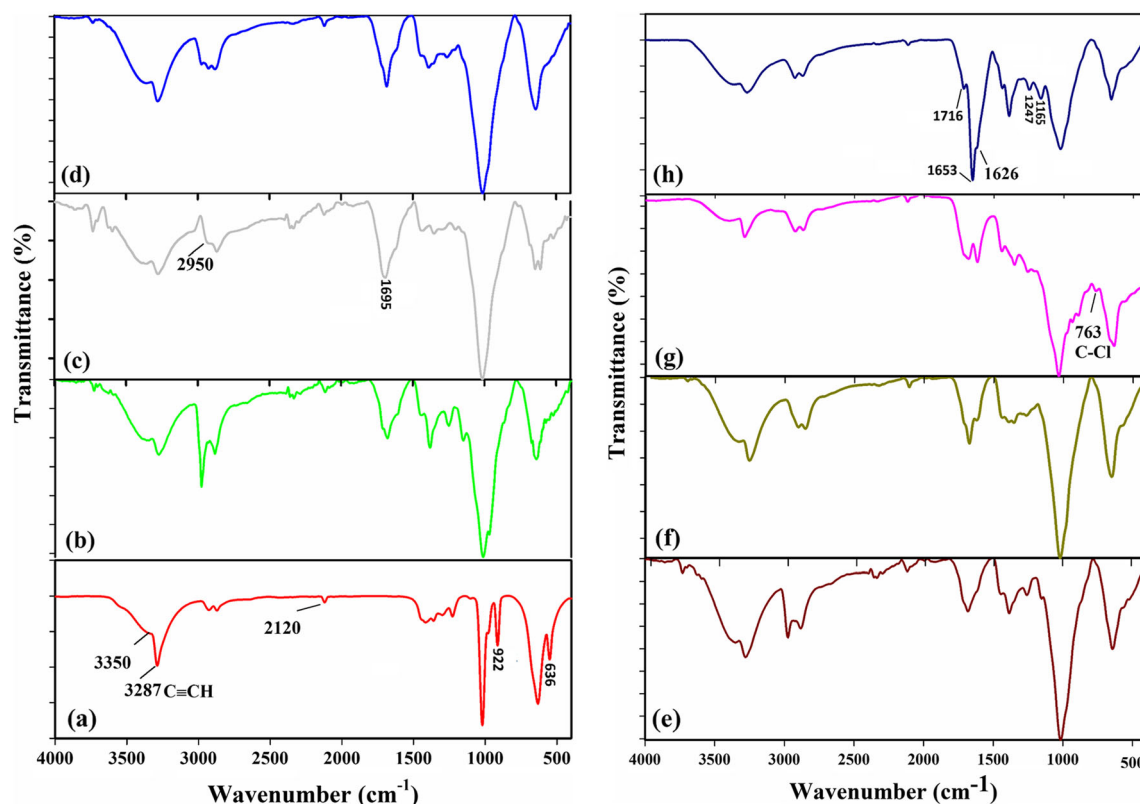 (d)
Transmittance (%)
2950
1695
(c)
(b)
2120
3350
3287 C≡CH
922
636
(a)
4000 3500 3000 2500 2000 1500 1000 500
Wavenumber (cm-1)
1716
1247
1165
(h)
1653
1626
Transmittance (%)
(g)
763
C-Cl
(f)
(e)
4000 3500 3000 2500 2000 1500 1000 500
Wavenumber (cm-1)